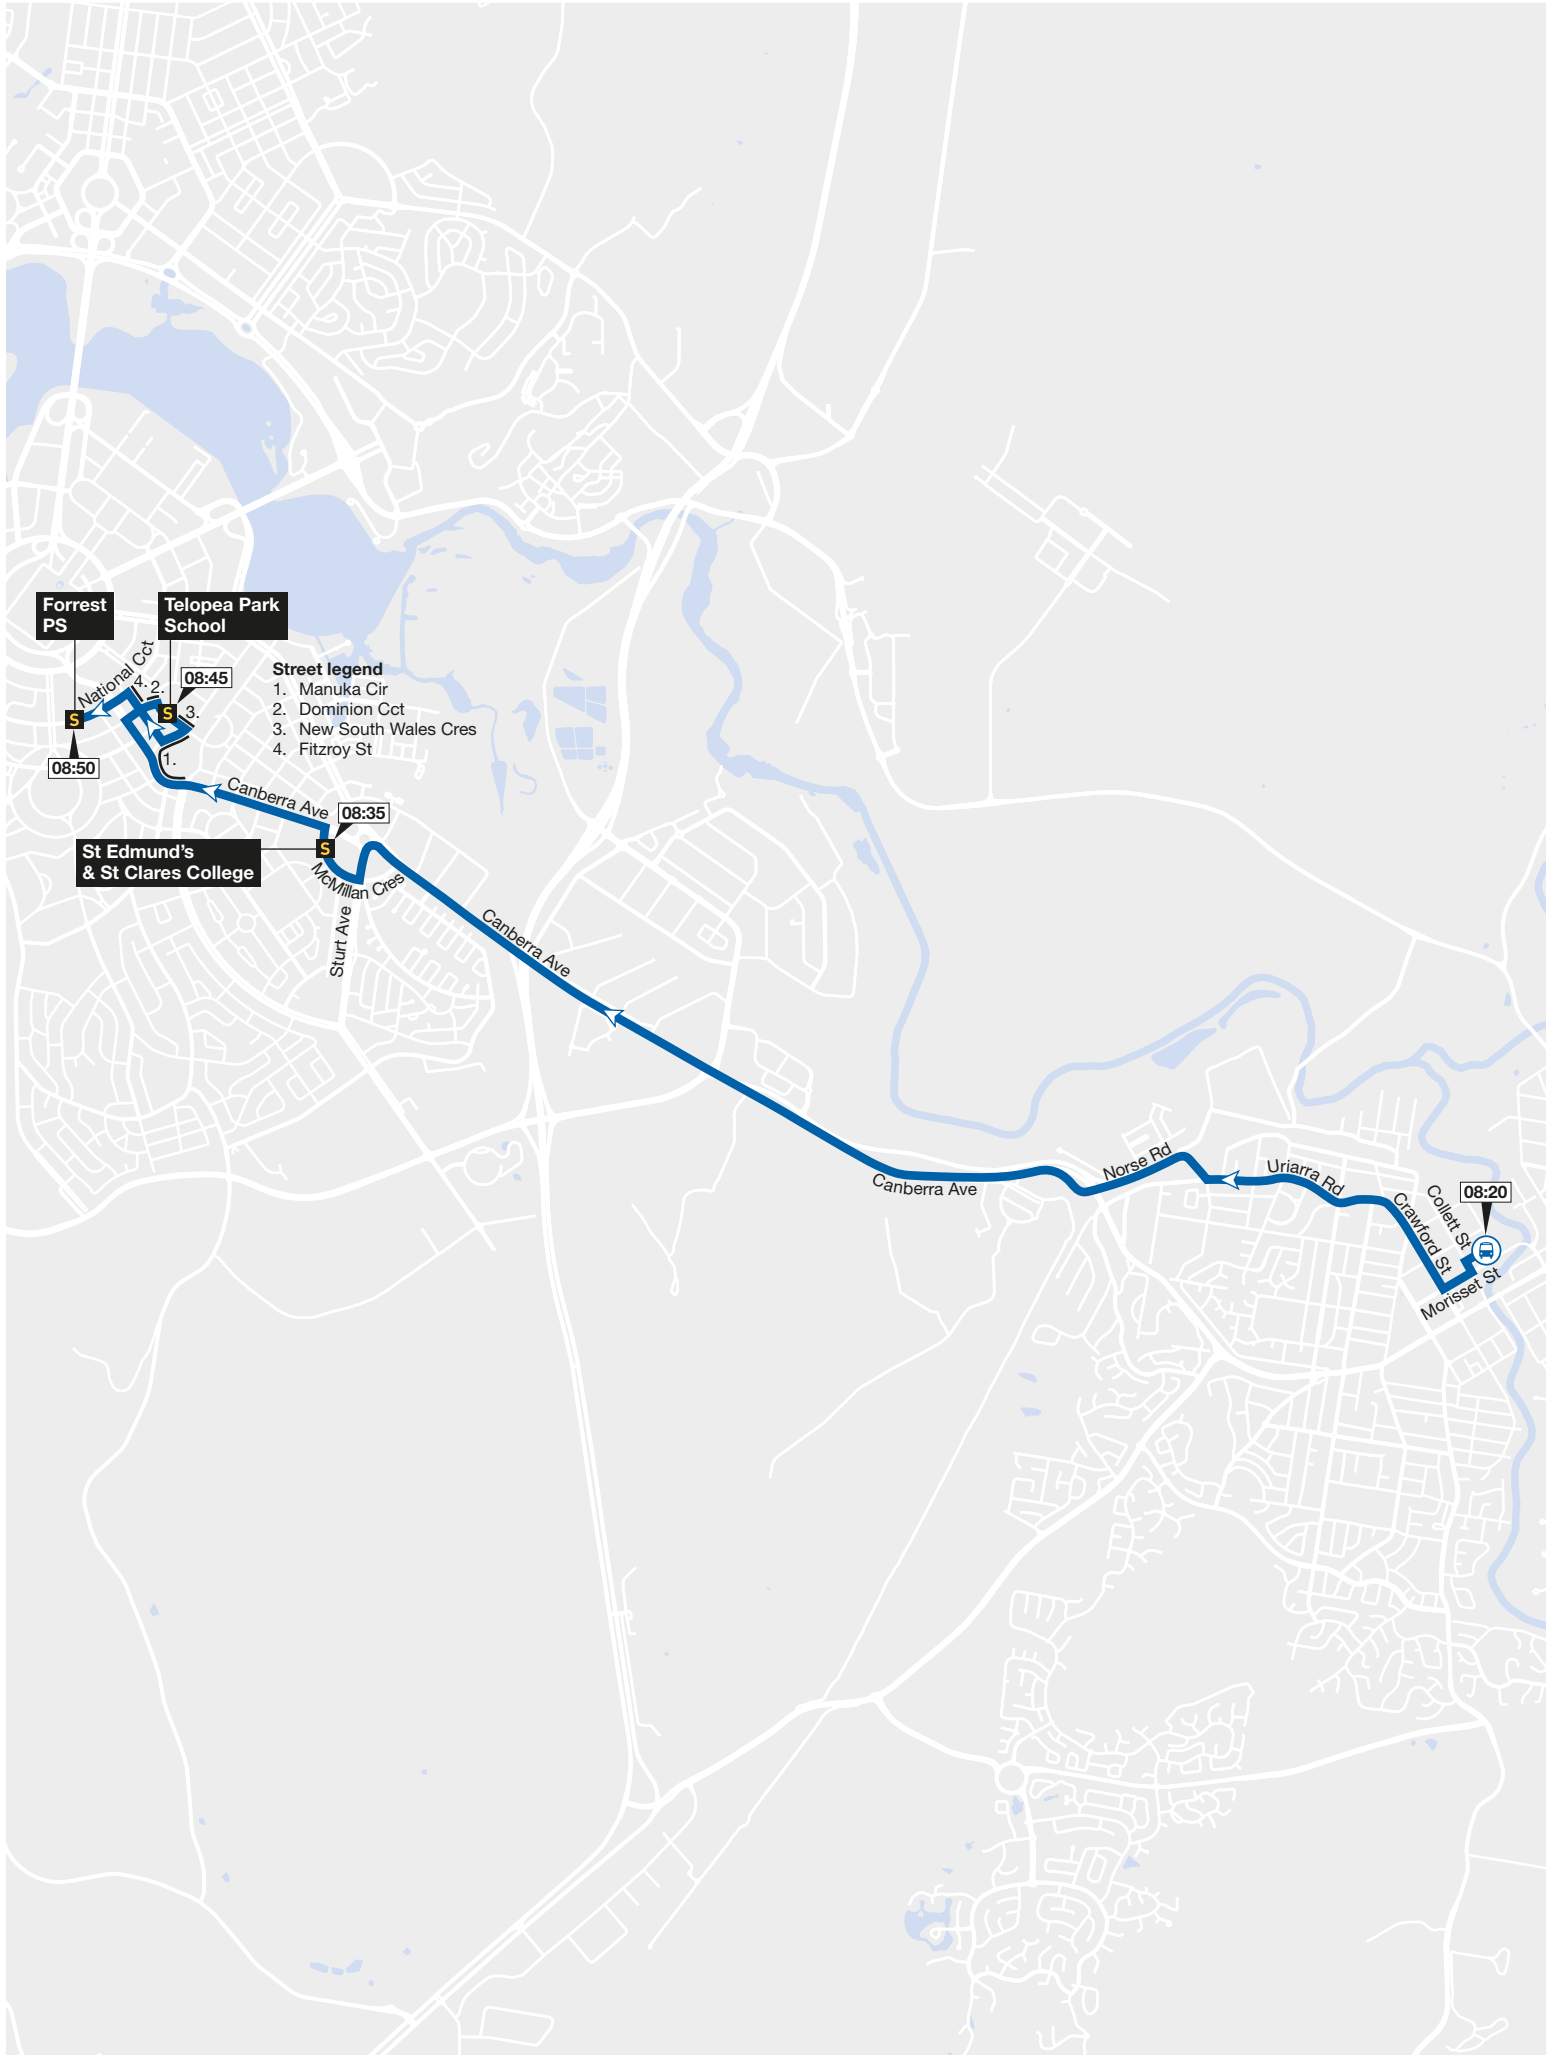 Forrest
PS
Telopea Park
School
National Cct
4.
2.
08:45
3.
1.
08:50
Street legend
1. Manuka Cir
2. Dominion Cct
3. New South Wales Cres
4. Fitzroy St
Canberra Ave
08:35
S
S
S
St Edmund's
& St Clares College
McMillan Cres
Sturt Ave
Canberra Ave
Canberra Ave
Norse Rd
Uriarra Rd
Crawford St
Collett St
08:20
Morisset St